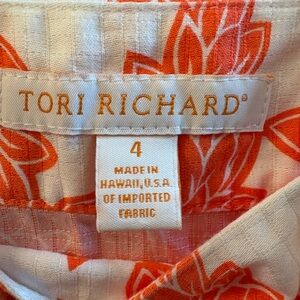 TORI RICHARD®
4
MADE IN
HAWAII, U.S.A.
OF IMPORTED
FABRIC